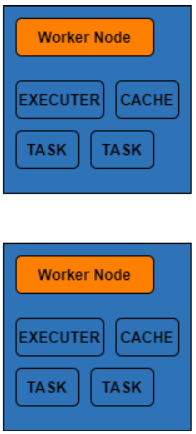 Worker Node
EXECUTER CACHE
TASK TASK
Worker Node
EXECUTER CACHE
TASK TASK